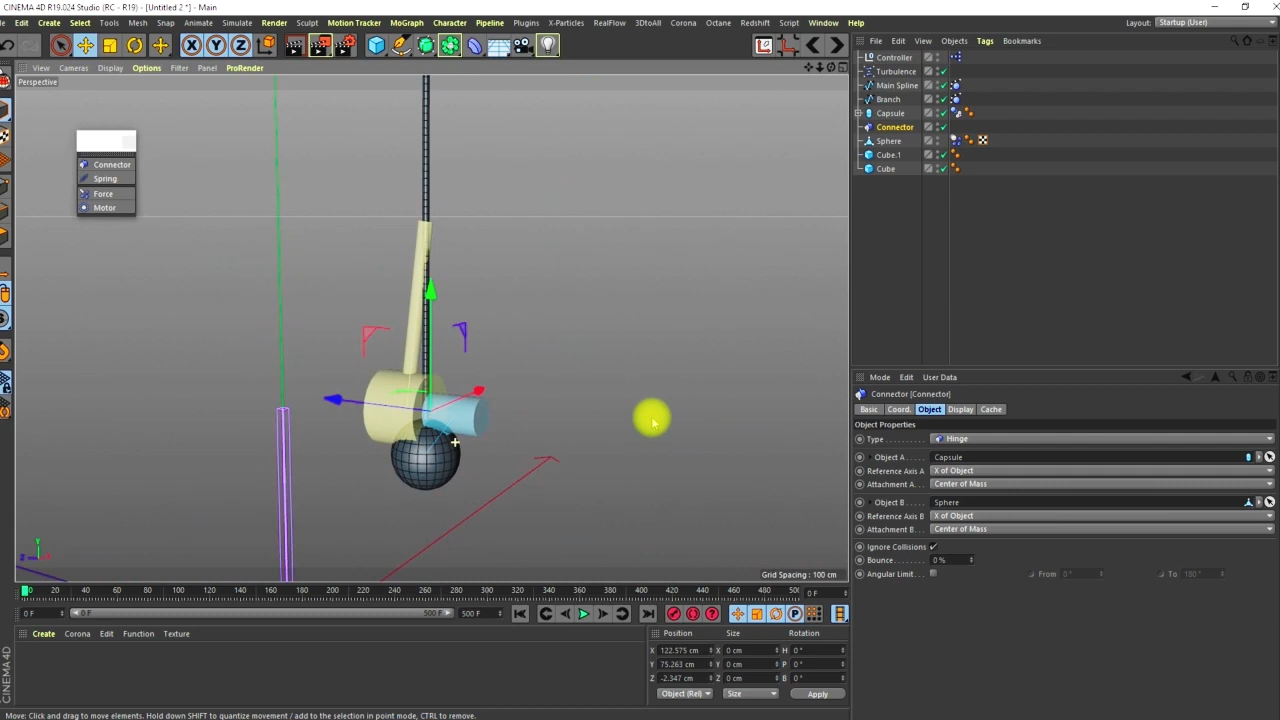 CINEMA 4D R19.024 Studio (RC - R19) - [Untitled 2 *] - Main
File Edit Create Select Tools Mesh Snap Animate Simulate Render Sculpt Motion Tracker MoGraph Character Pipeline Plugins X-Particles RealFlow 3DtoAll Corona Octane Redshift Script Window Help
Layout: Startup (User)
X Y Z
File Edit View Objects Tags Bookmarks
View Cameras Display Options Filter Panel ProRender
Perspective
Controller
Turbulence
Main Spline
Branch
Capsule
Connector
Sphere
Cube.1
Cube
Connector
Spring
Force
Motor
Mode Edit User Data
Connector [Connector]
Basic Coord. Object Display Cache
Object Properties
Type Hinge
Object A Capsule
Reference Axis A X of Object
Attachment A Center of Mass
Object B Sphere
Reference Axis B X of Object
Attachment B Center of Mass
Ignore Collisions
Bounce 0 %
Angular Limit From 0 ° To 180 °
Y
Z X
Grid Spacing : 100 cm
0 20 40 60 80 100 120 140 160 180 200 220 240 260 280 300 320 340 360 380 400 420 440 460 480 500 0 F
0 F 0 F 500 F 500 F P
Create Corona Edit Function Texture
Position Size Rotation
X 122.575 cm X 0 cm H 0 °
Y 75.263 cm Y 0 cm P 0 °
Z -2.347 cm Z 0 cm B 0 °
Object (Rel) Size Apply
CINEMA 4D
Move: Click and drag to move elements. Hold down SHIFT to quantize movement / add to the selection in point mode, CTRL to remove.